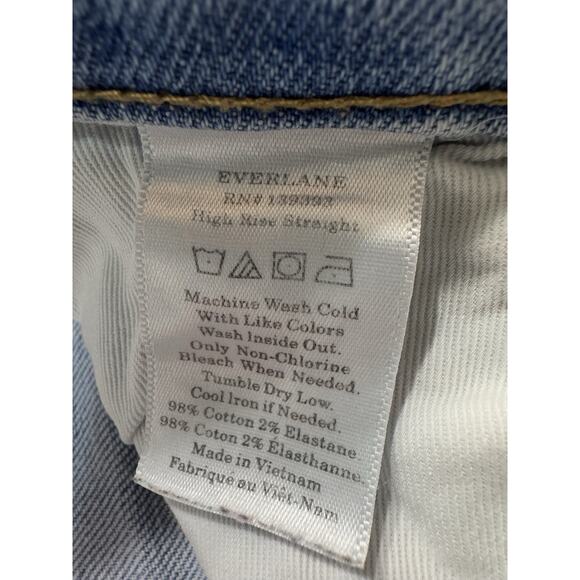 EVERLANE
RN# 139393
High Rise Straight
Machine Wash Cold
With Like Colors
Wash Inside Out.
Only Non-Chlorine
Bleach When Needed.
Tumble Dry Low.
Cool Iron if Needed.
98% Cotton 2% Elastane.
98% Coton 2% Élasthanne.
Made in Vietnam
Fabriqué au Viêt-Nam